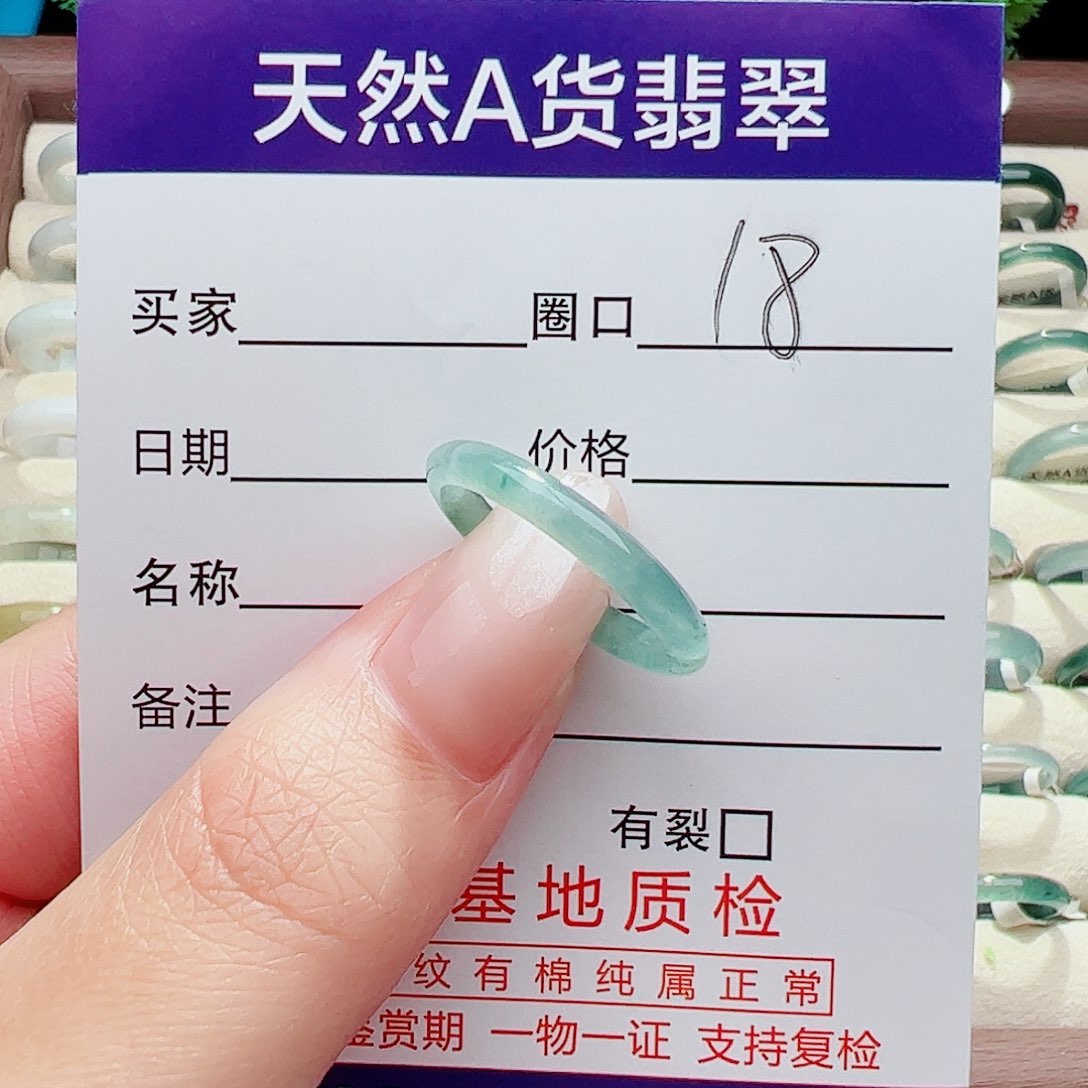 天然A货翡翠
买家 圈口 18
日期 价格
名称
备注
有裂
基地质检
纹有棉纯属正常
鉴赏期 一物一证 支持复检